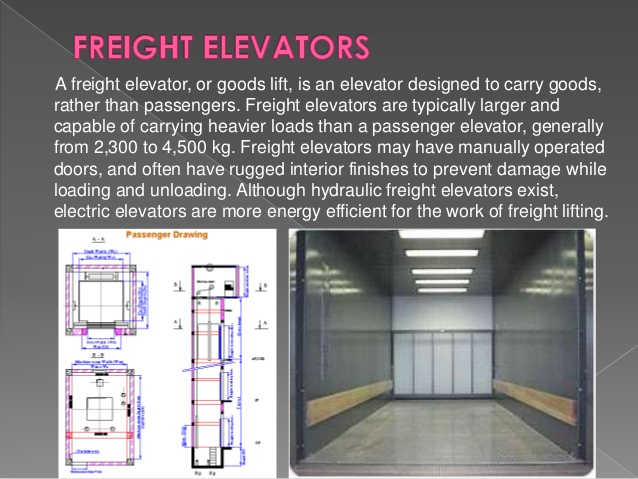 FREIGHT ELEVATORS
A freight elevator, or goods lift, is an elevator designed to carry goods,
rather than passengers. Freight elevators are typically larger and
capable of carrying heavier loads than a passenger elevator, generally
from 2,300 to 4,500 kg. Freight elevators may have manually operated
doors, and often have rugged interior finishes to prevent damage while
loading and unloading. Although hydraulic freight elevators exist,
electric elevators are more energy efficient for the work of freight lifting.
Passenger Drawing
A - A
B - B